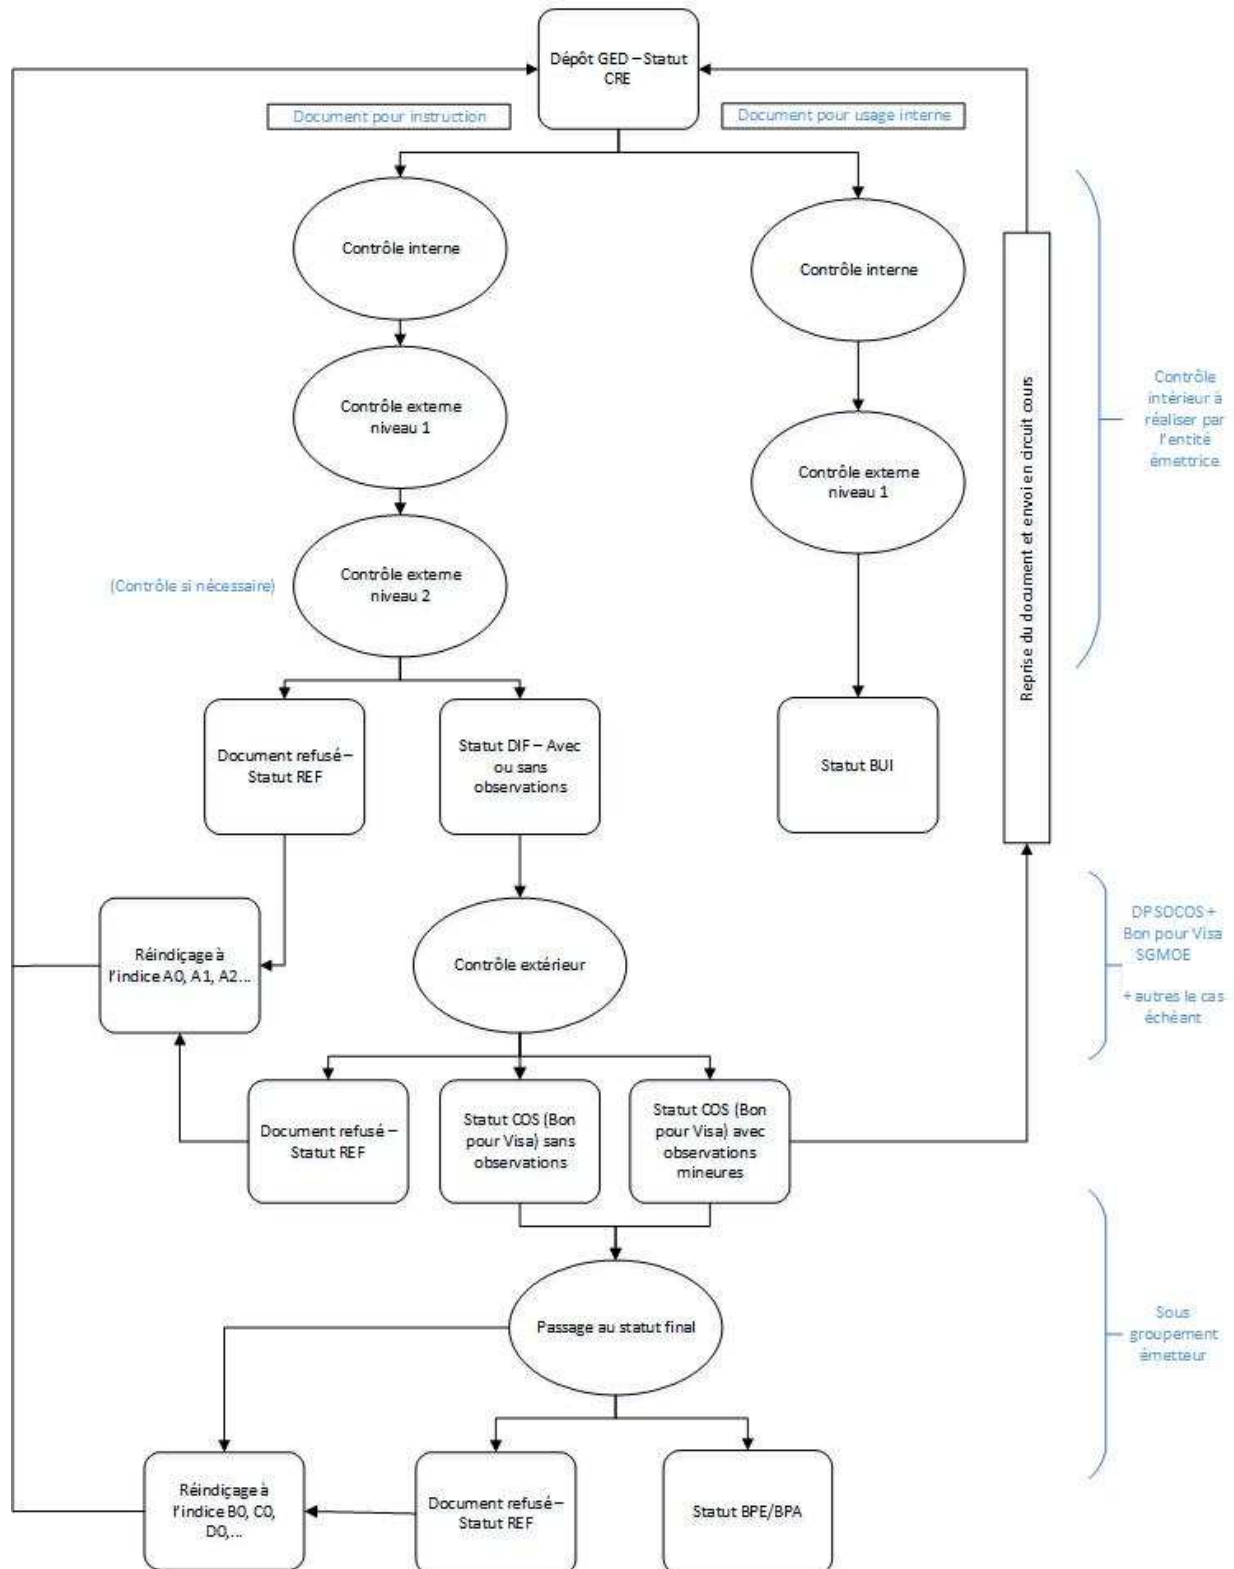 Dépôt GED – Statut
CRE
Document pour instruction
Document pour usage interne
Contrôle interne
Contrôle interne
Contrôle externe
niveau 1
Contrôle externe
niveau 1
Contrôle
intérieur à
réaliser par
l'entité
émettrice
Reprise du document et envoi en circuit cours
(Contrôle si nécessaire)
Contrôle externe
niveau 2
Document refusé –
Statut REF
Statut DIF – Avec
ou sans
observations
Statut BUI
Réindiçage à
l'indice A0, A1, A2...
Contrôle extérieur
DPSOCOS +
Bon pour Visa
SGMOE
+ autres le cas
échéant
Document refusé –
Statut REF
Statut COS (Bon
pour Visa) sans
observations
Statut COS (Bon
pour Visa) avec
observations
mineures
Passage au statut final
Sous
groupement
émetteur
Réindiçage à
l'indice B0, C0,
D0,...
Document refusé –
Statut REF
Statut BPE/BPA